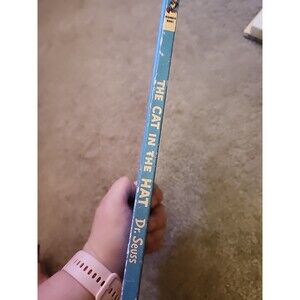 THE CAT IN THE HAT Dr. Seuss